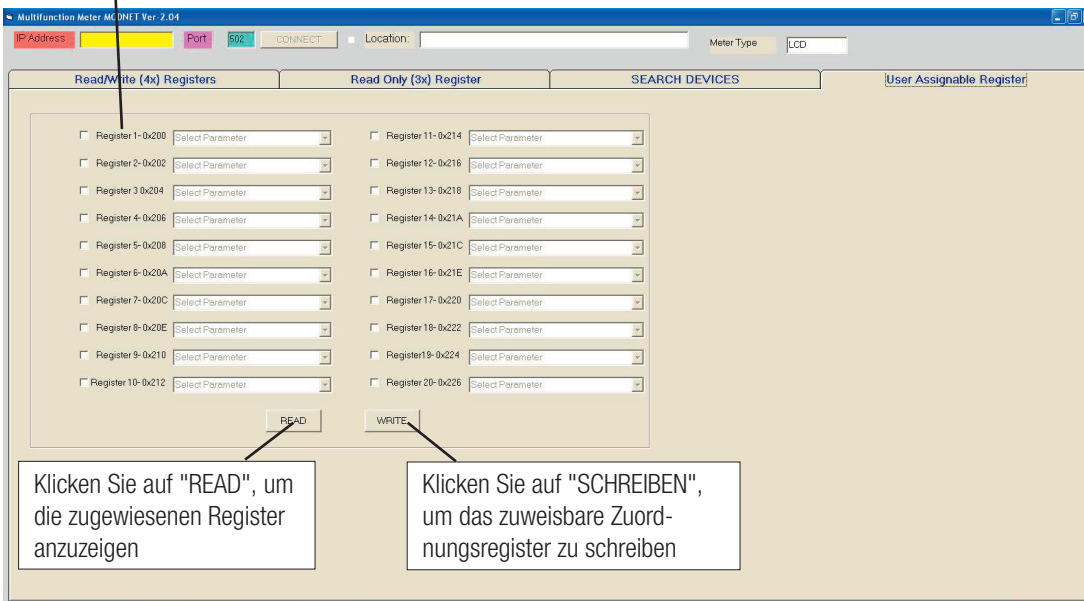 Multifunction Meter MODNET Ver-2.04
IP Address Port 502 CONNECT Location: Meter Type LCD
Read/Write (4x) Registers Read Only (3x) Register SEARCH DEVICES User Assignable Register
Register 1- 0x200 Select Parameter Register 11- 0x214 Select Parameter
Register 2- 0x202 Select Parameter Register 12- 0x216 Select Parameter
Register 3 0x204 Select Parameter Register 13- 0x218 Select Parameter
Register 4- 0x206 Select Parameter Register 14- 0x21A Select Parameter
Register 5- 0x208 Select Parameter Register 15- 0x21C Select Parameter
Register 6- 0x20A Select Parameter Register 16- 0x21E Select Parameter
Register 7- 0x20C Select Parameter Register 17- 0x220 Select Parameter
Register 8- 0x20E Select Parameter Register 18- 0x222 Select Parameter
Register 9- 0x210 Select Parameter Register19- 0x224 Select Parameter
Register 10- 0x212 Select Parameter Register 20- 0x226 Select Parameter
READ WRITE
Klicken Sie auf "READ", um
die zugewiesenen Register
anzuzeigen
Klicken Sie auf "SCHREIBEN",
um das zuweisbare Zuord-
nungsregister zu schreiben